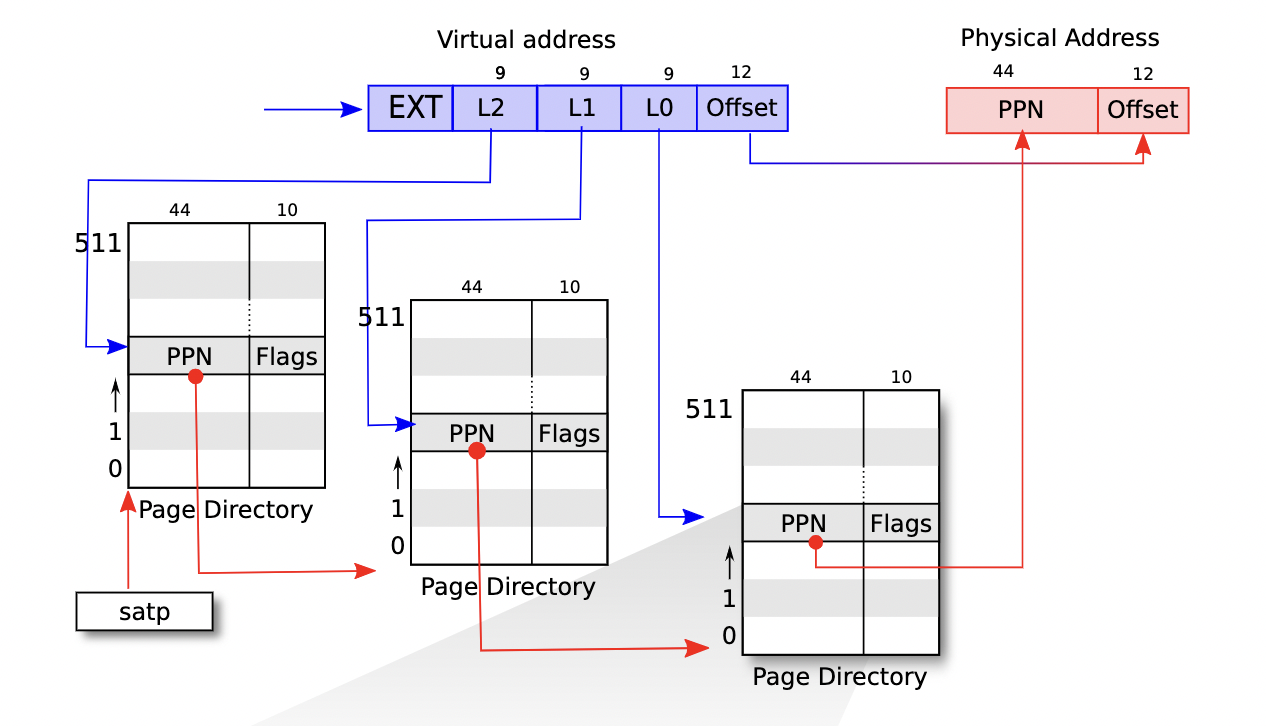 Virtual address
Physical Address
9 9 9 12
44 12
EXT L2 L1 L0 Offset
PPN Offset
44 10
511
PPN Flags
1
0
Page Directory
satp
44 10
511
PPN Flags
1
0
Page Directory
44 10
511
PPN Flags
1
0
Page Directory